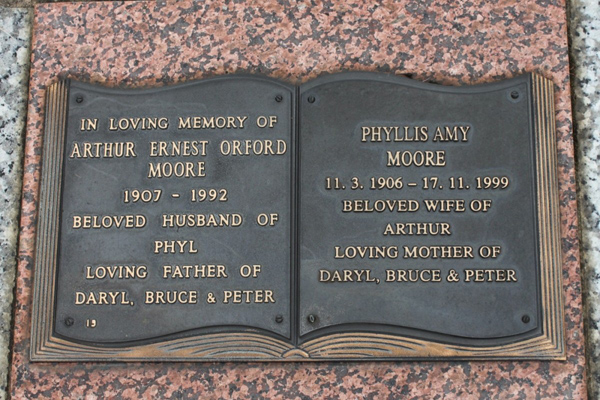 IN LOVING MEMORY OF
ARTHUR ERNEST ORFORD
MOORE
1907 - 1992
BELOVED HUSBAND OF
PHYL
LOVING FATHER OF
DARYL, BRUCE & PETER
13
PHYLLIS AMY
MOORE
11. 3. 1906 – 17. 11. 1999
BELOVED WIFE OF
ARTHUR
LOVING MOTHER OF
DARYL, BRUCE & PETER